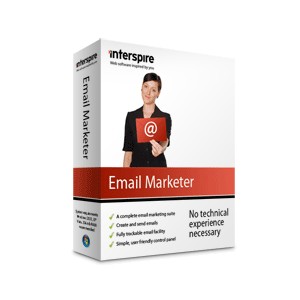 interspire
Web software inspired by you.
Email Marketer
@
Email Marketer
A complete email marketing suite
Create and send emails
Fully trackable email facility
Simple, user friendly control panel
No technical
experience
necessary